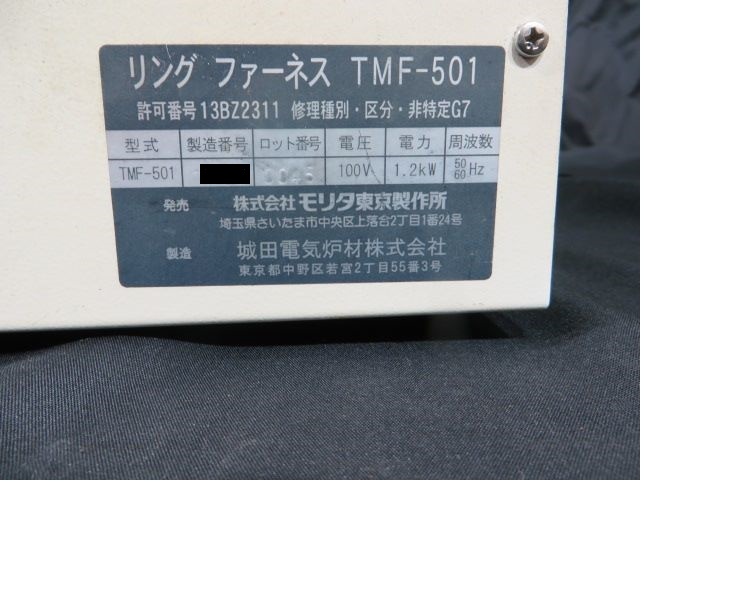 リング ファーネス TMF-501
許可番号13BZ2311 修理種別・区分・非特定G7
型式 製造番号 ロット番号 電圧 電力 周波数
TMF-501 100V 1.2kW 50/60Hz
発売 株式会社モリタ東京製作所
埼玉県さいたま市中央区上落合2丁目1番24号
製造 城田電気炉材株式会社
東京都中野区若宮2丁目55番3号